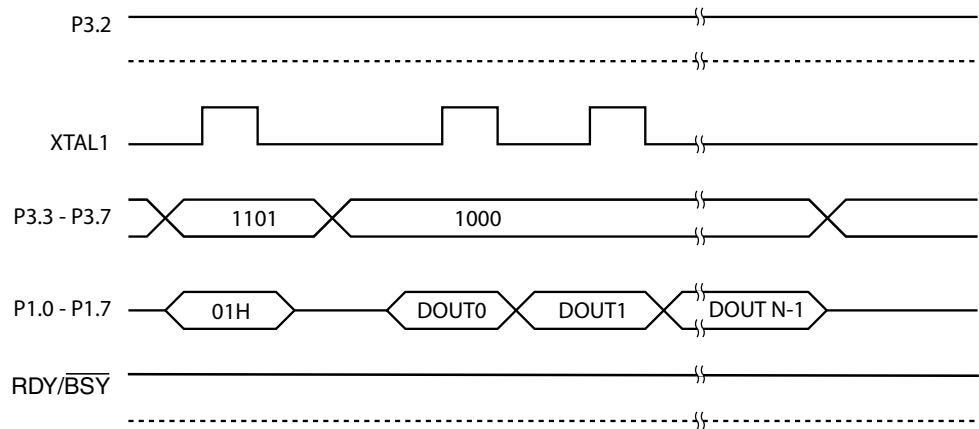 P3.2
XTAL1
P3.3 - P3.7 1101 1000
P1.0 - P1.7 01H DOUT0 DOUT1 DOUT N-1
RDY/BSY